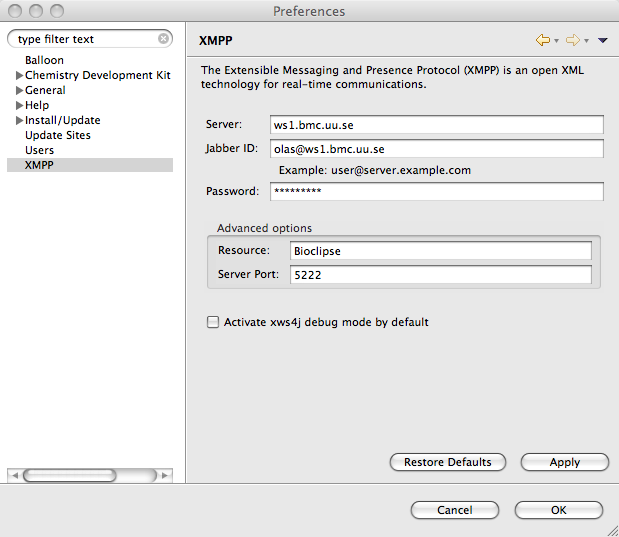 Preferences
type filter text
Balloon
Chemistry Development Kit
General
Help
Install/Update
Update Sites
Users
XMPP
XMPP
The Extensible Messaging and Presence Protocol (XMPP) is an open XML
technology for real-time communications.
Server: ws1.bmc.uu.se
Jabber ID: olas@ws1.bmc.uu.se
Example: user@server.example.com
Password: *********
Advanced options
Resource: Bioclipse
Server Port: 5222
Activate xws4j debug mode by default
Restore Defaults Apply
Cancel OK